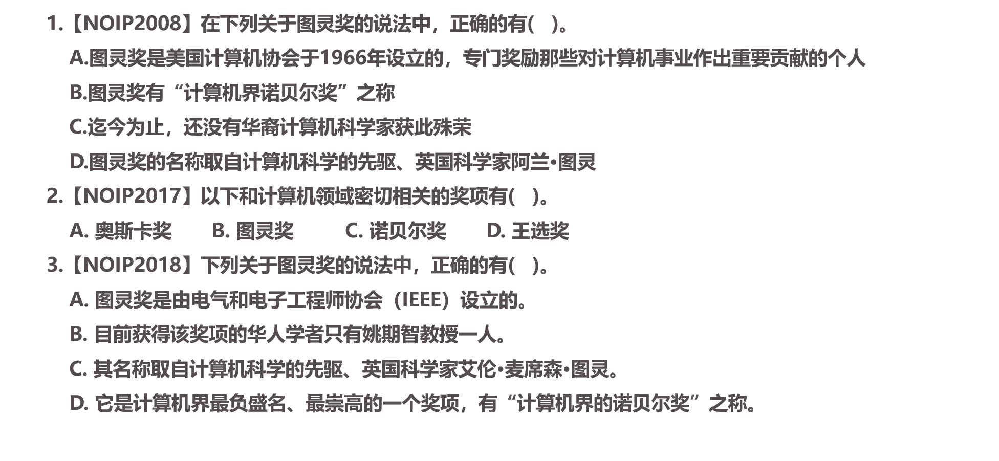 1.【NOIP2008】在下列关于图灵奖的说法中，正确的有(   )。
A.图灵奖是美国计算机协会于1966年设立的，专门奖励那些对计算机事业作出重要贡献的个人
B.图灵奖有“计算机界诺贝尔奖”之称
C.迄今为止，还没有华裔计算机科学家获此殊荣
D.图灵奖的名称取自计算机科学的先驱、英国科学家阿兰•图灵
2.【NOIP2017】以下和计算机领域密切相关的奖项有(   )。
A. 奥斯卡奖 B. 图灵奖 C. 诺贝尔奖 D. 王选奖
3.【NOIP2018】下列关于图灵奖的说法中，正确的有(   )。
A. 图灵奖是由电气和电子工程师协会（IEEE）设立的。
B. 目前获得该奖项的华人学者只有姚期智教授一人。
C. 其名称取自计算机科学的先驱、英国科学家艾伦•麦席森•图灵。
D. 它是计算机界最负盛名、最崇高的一个奖项，有“计算机界的诺贝尔奖”之称。